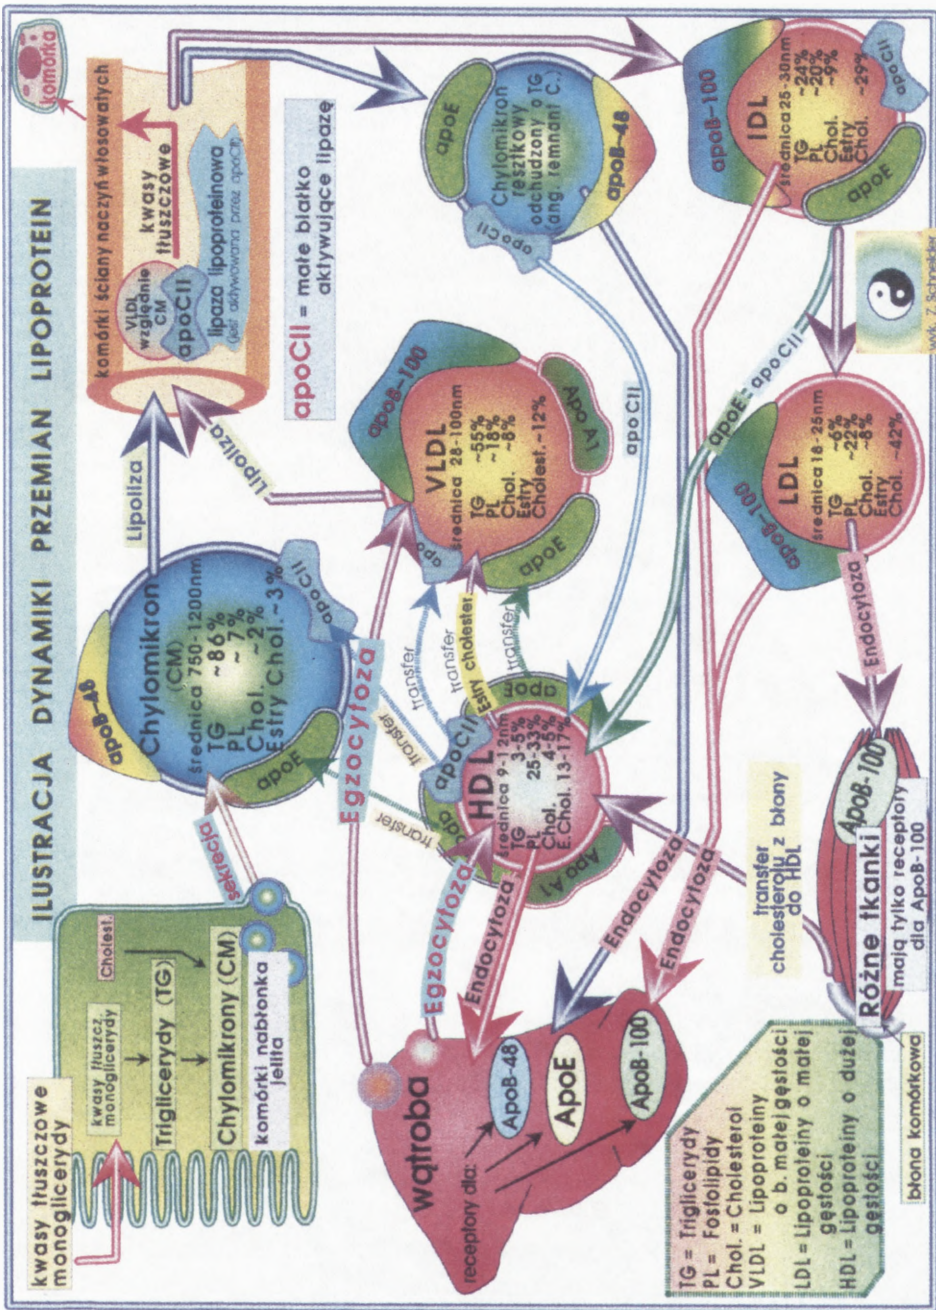 ILUSTRACJA DYNAMIKI PRZEMIAN LIPOPROTEIN
kwasy tłuszczowe
monoglicerydy
kwasy tłuszcz.
monoglicerydy
Cholest.
Triglicerydy (TG)
Chylomikrony (CM)
komórki nabłonka
jelita
sekrecja
apoB-48
Chylomikron
(CM)
średnica 750-1200nm
TG ~86%
PL ~7%
Chol. ~2%
Estry Chol.~3%
apoE
apoCII
Lipoliza
Lipoliza
komórki ściany naczyń włosowatych
komórka
VLDL
względnie
CM
apoCII
kwasy
tłuszczowe
lipaza lipoproteinowa
(jest aktywowana przez apoCII)
apoCII = małe białko
aktywujące lipazę
Egzocytoza
transfer
transfer
transfer
transfer
Estry cholester.
transfer
apoB-100
VLDL
średnica 28-100nm
TG ~55%
PL ~18%
Chol. ~8%
Estry
Cholest.~12%
apoE
apoCII
apoE
Chylomikron
resztkowy
odchudzony o TG
(ang. remnant C.)
apoCII
apoB-48
wątroba
receptory dla:
ApoB-48
ApoE
ApoB-100
Egzocytoza
Endocytoza
Endocytoza
Endocytoza
apoCII
apoE
HDL
TG 3-5%
PL 25-33%
Chol. 4-5%
E.Chol. 13-17%
Apo A1
apoCII
apoE = apoCII
apoB-100
IDL
średnica 25-30nm
TG ~24%
PL ~20%
Chol. ~9%
Estry
Chol. ~29%
apoE
apoCII
wyk. Z. Schneider
transfer
cholesterolu z błony
do HDL
apoB-100
LDL
średnica 18-25nm
TG ~6%
PL ~22%
Chol. ~8%
Estry
Chol. ~42%
Endocytoza
ApoB-100
Różne tkanki
mają tylko receptory
dla ApoB-100
błona komórkowa
TG = Triglicerydy
PL = Fosfolipidy
Chol. = Cholesterol
VLDL = Lipoproteiny
o b. małej gęstości
LDL = Lipoproteiny o małej
gęstości
HDL = Lipoproteiny o dużej
gęstości